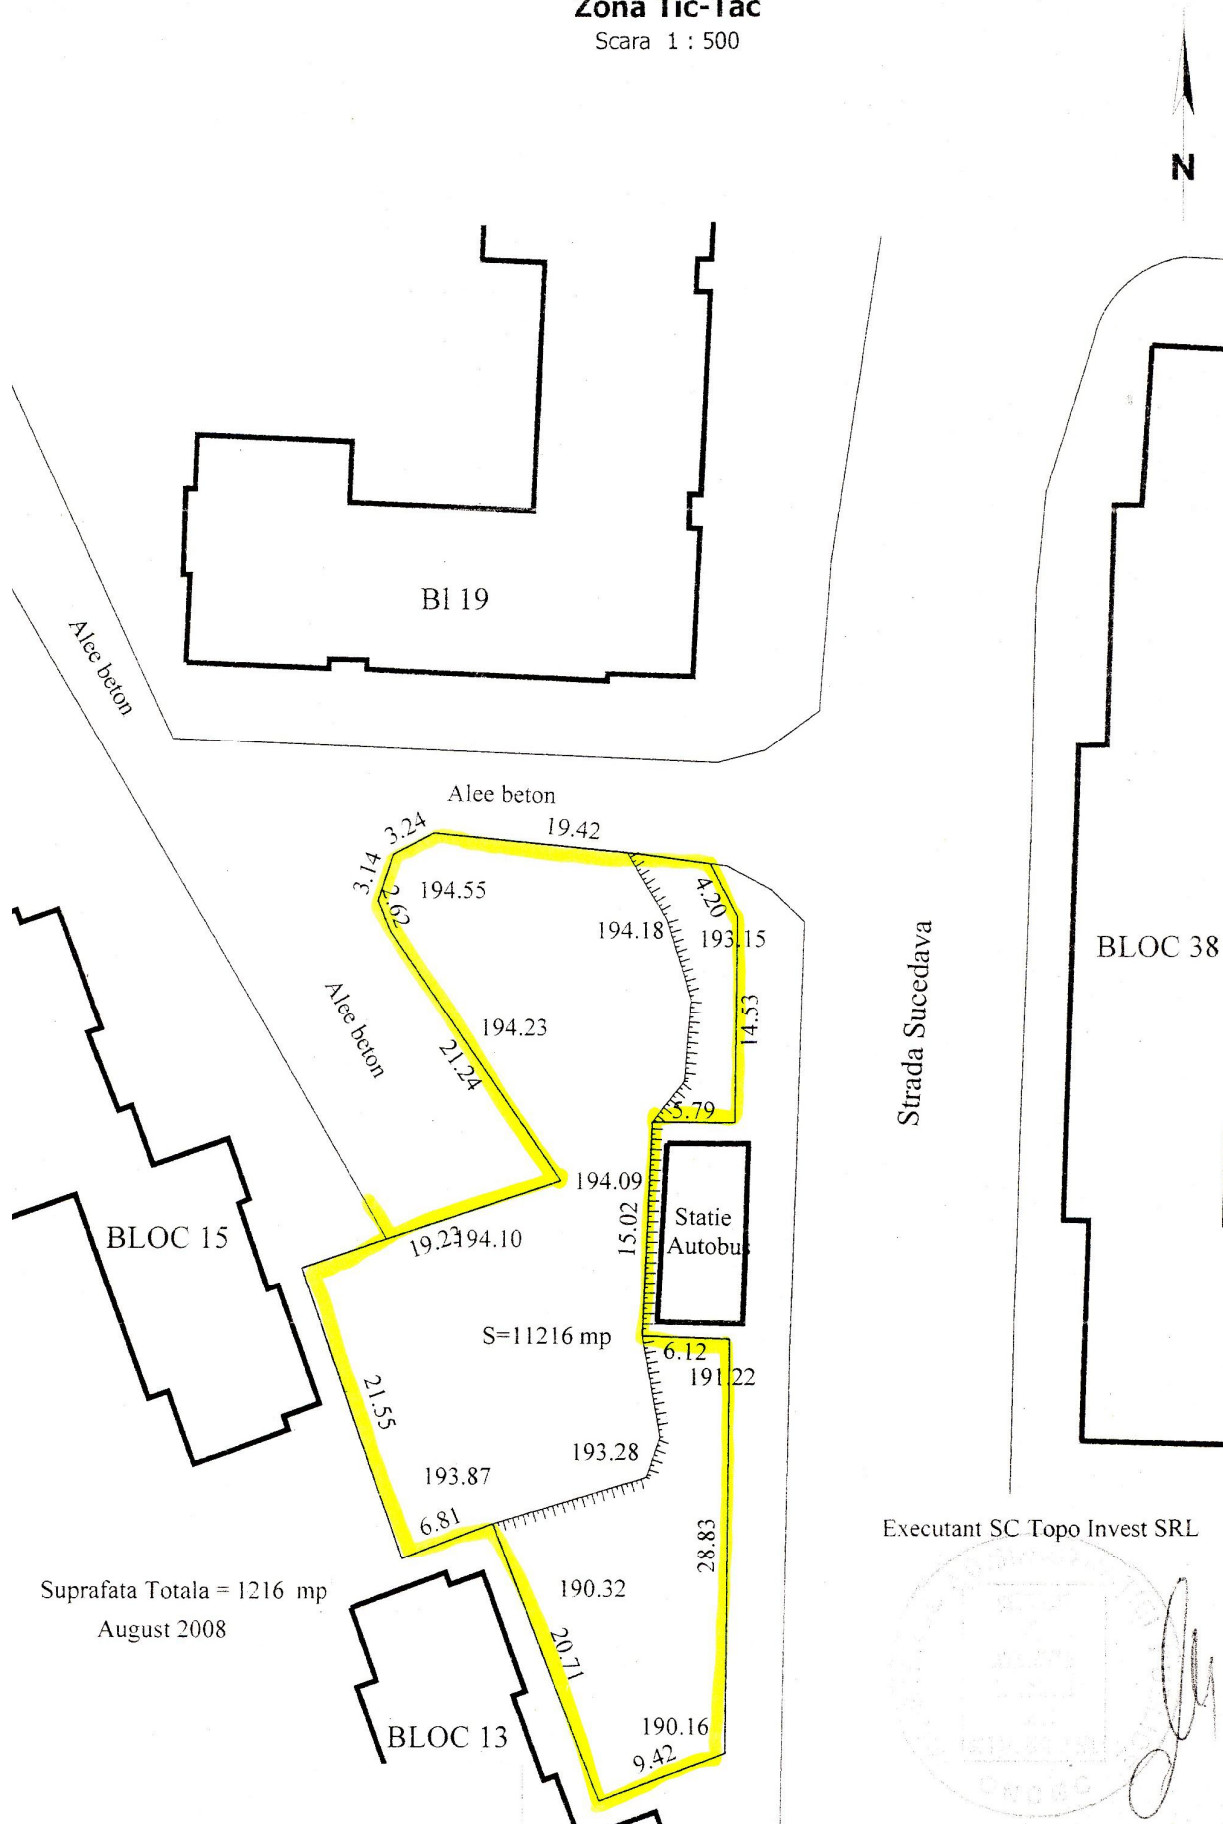 Zona Tic-Tac
Scara 1 : 500
N
Bl 19
Alee beton
Alee beton
19.42
3.24
3.14
2.62
194.55
4.20
194.18
193.15
BLOC 38
Alee beton
194.23
21.24
14.53
Strada Sucedava
5.79
194.09
15.02
Statie
Autobus
BLOC 15
19.23
194.10
S=11216 mp
6.12
191.22
21.55
193.28
193.87
6.81
28.83
Executant SC Topo Invest SRL
Suprafata Totala = 1216 mp
August 2008
190.32
20.71
190.16
9.42
BLOC 13